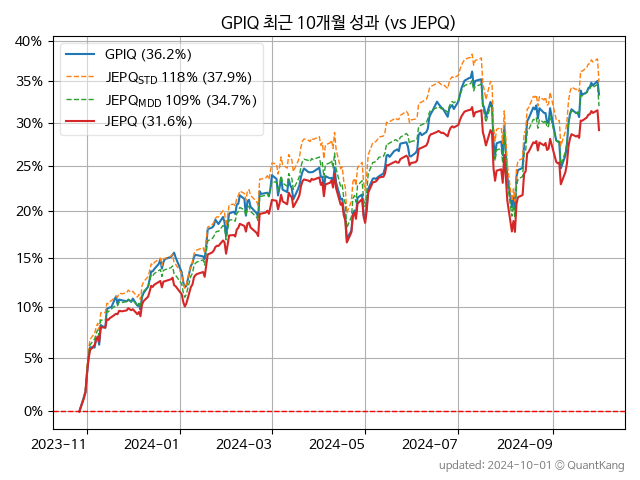 GPIQ 최근 10개월 성과 (vs JEPQ)
40%
35%
30%
25%
20%
15%
10%
5%
0%
GPIQ (36.2%)
JEPQSTD 118% (37.9%)
JEPQMDD 109% (34.7%)
JEPQ (31.6%)
2023-11
2024-01
2024-03
2024-05
2024-07
2024-09
updated: 2024-10-01 © QuantKang